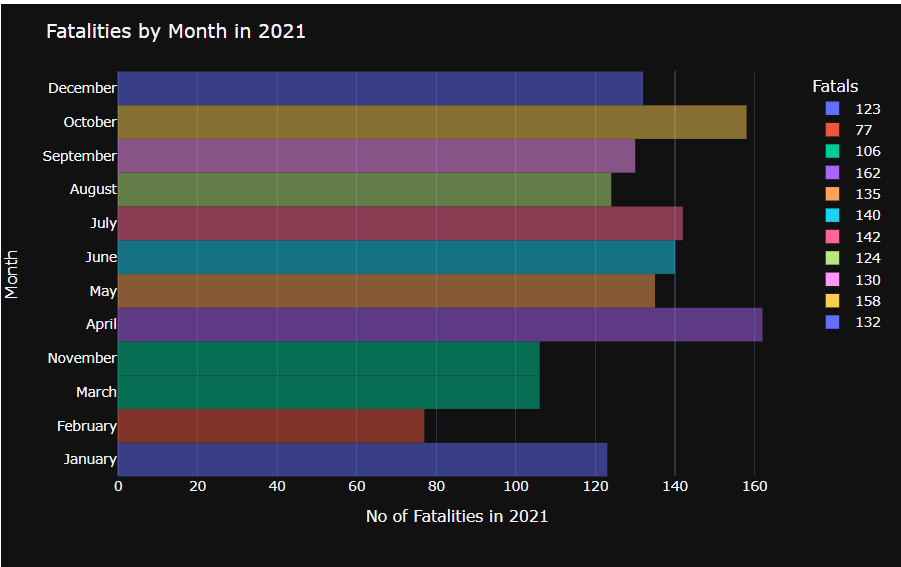 Fatalities by Month in 2021
Fatals
123
77
106
162
135
140
142
124
130
158
132
Month
December
October
September
August
July
June
May
April
November
March
February
January
0 20 40 60 80 100 120 140 160
No of Fatalities in 2021